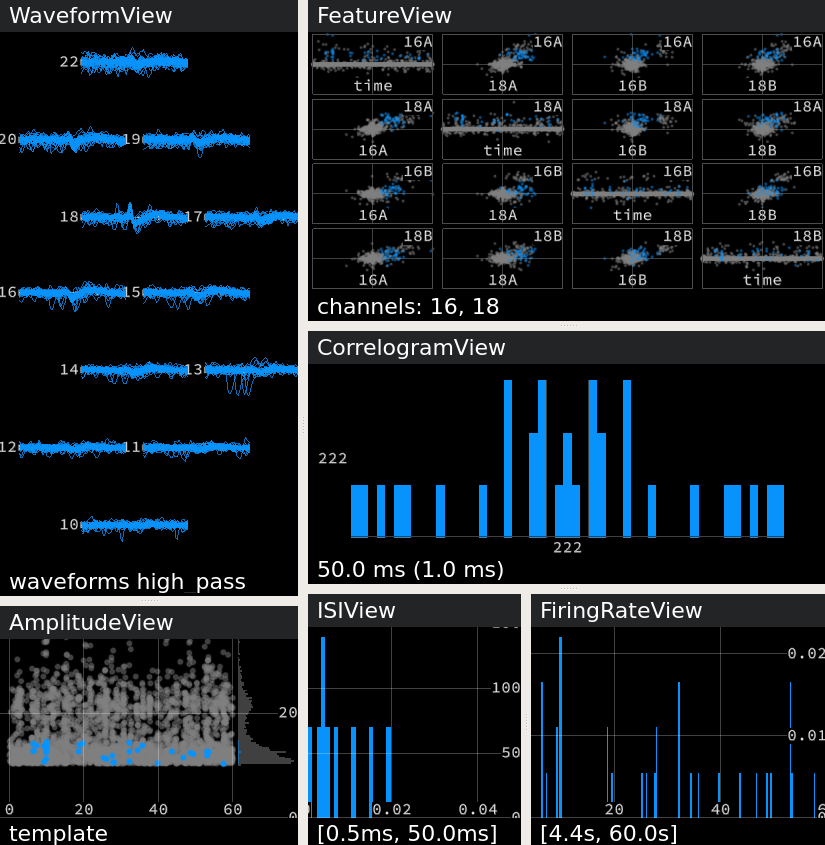 WaveformView
22
20 19
18 17
16 15
14 13
12 11
10
waveforms high_pass
FeatureView
16A 16A 16A 16A
time 18A 16B 18B
18A 18A 18A 18A
16A time 16B 18B
16B 16B 16B 16B
16A 18A time 18B
18B 18B 18B 18B
16A 18A 16B time
channels: 16, 18
CorrelogramView
222
222
50.0 ms (1.0 ms)
AmplitudeView
20
0 20 40 60 0
template
ISIView
100
50
0.02 0.04
0
[0.5ms, 50.0ms]
FiringRateView
0.02
0.01
20 40 6
0
[4.4s, 60.0s]